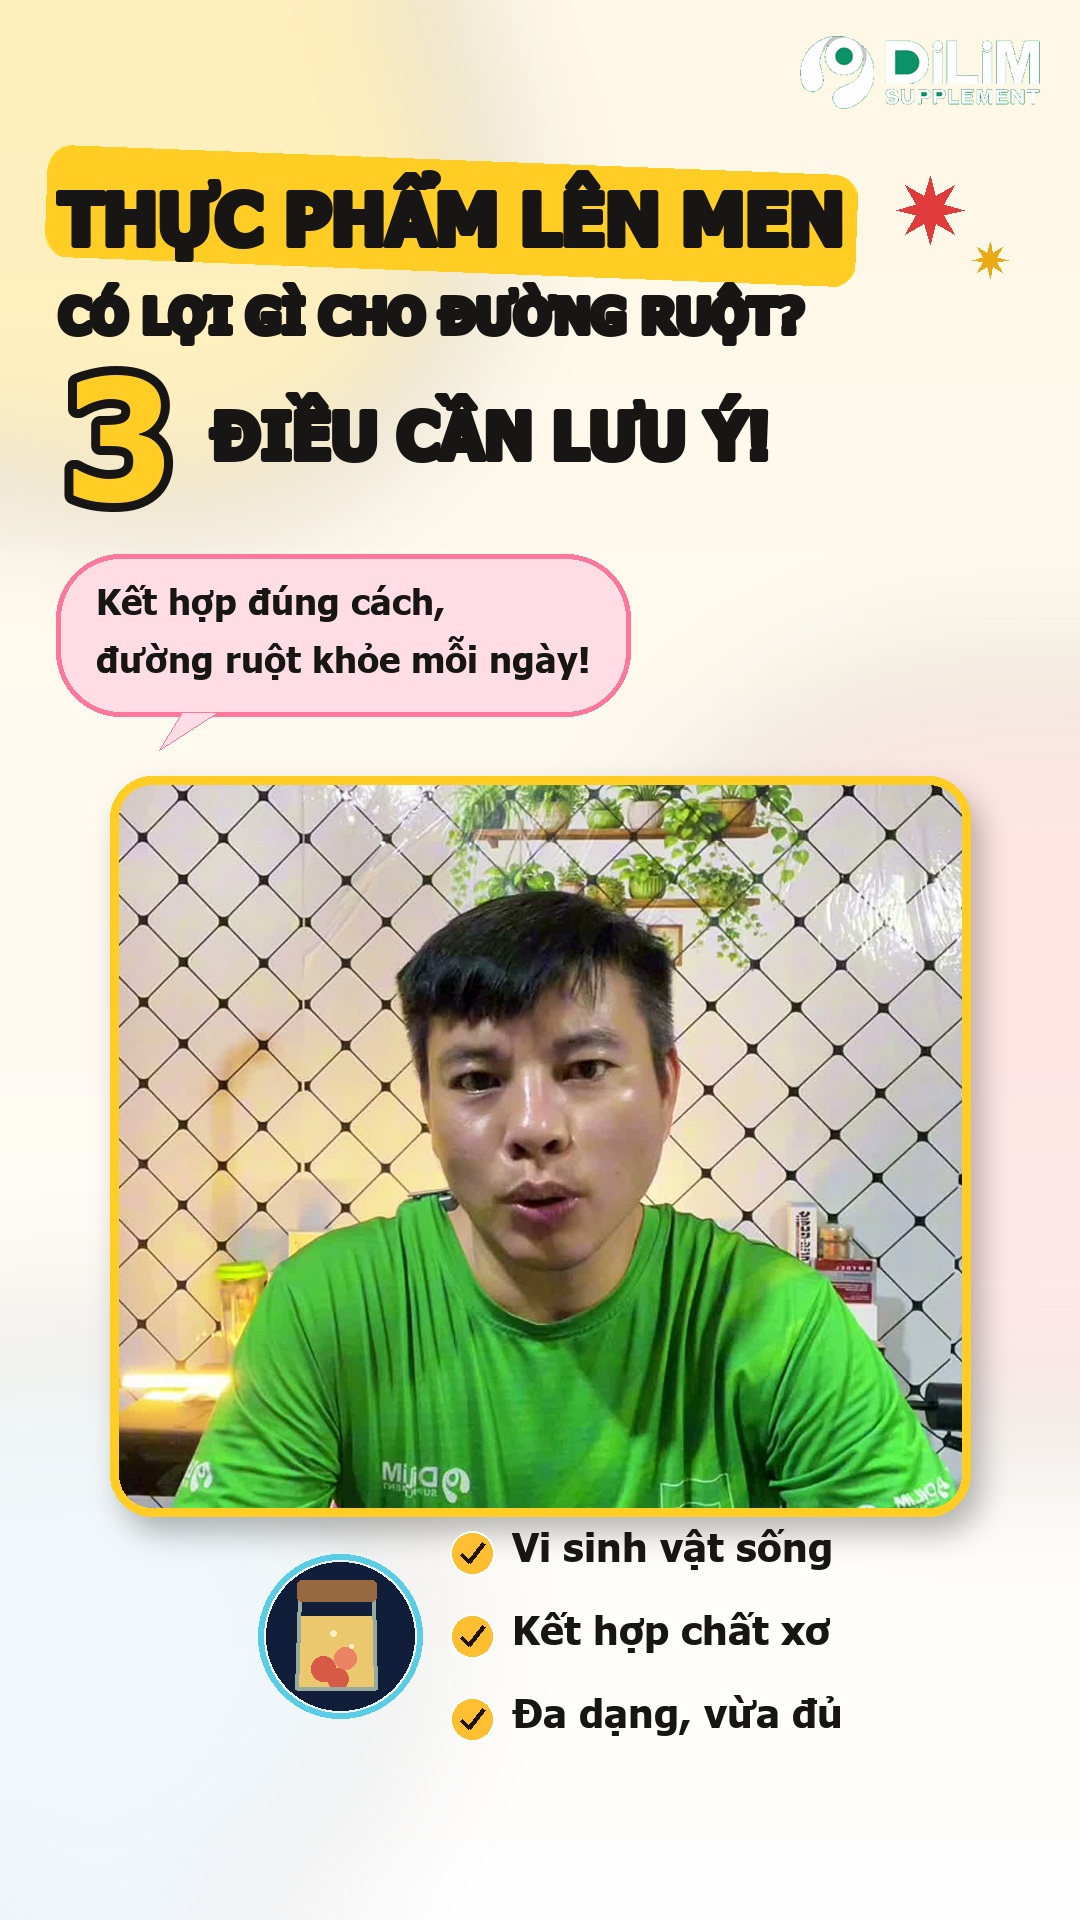 DiLiM
SUPPLEMENT
THỰC PHẨM LÊN MEN
CÓ LỢI GÌ CHO ĐƯỜNG RUỘT?
3 ĐIỀU CẦN LƯU Ý!
Kết hợp đúng cách,
đường ruột khỏe mỗi ngày!
DiLiM
Vi sinh vật sống
Kết hợp chất xơ
Đa dạng, vừa đủ